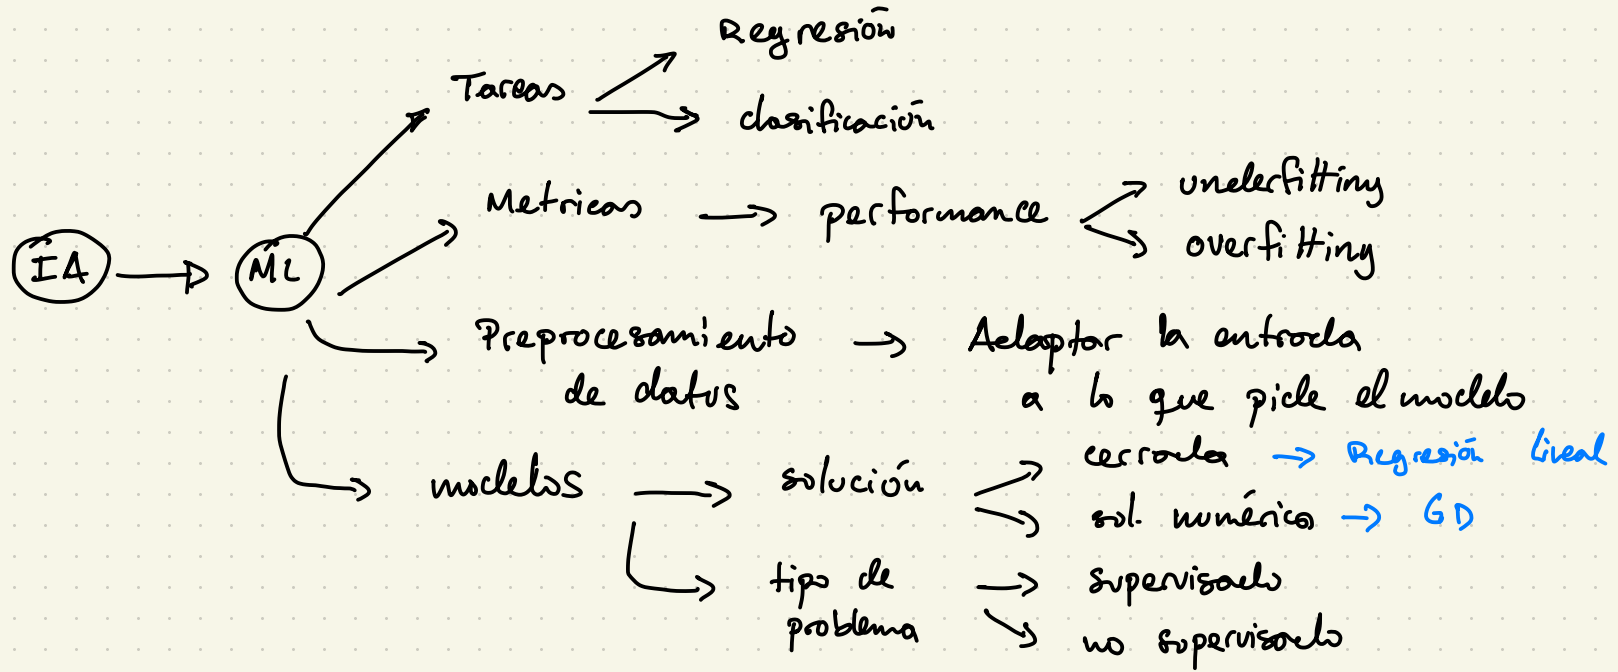 Regresión
Tareas
clasificación
Metricas → performance
underfitting
overfitting
IA → ML
Preprocesamiento → Adaptar la entrada
de datos
a lo que pide el modelo
modelos → solución
cerrada → Regresión lineal
sol. numérica → GD
tipo de → supervisado
problema
no supervisado